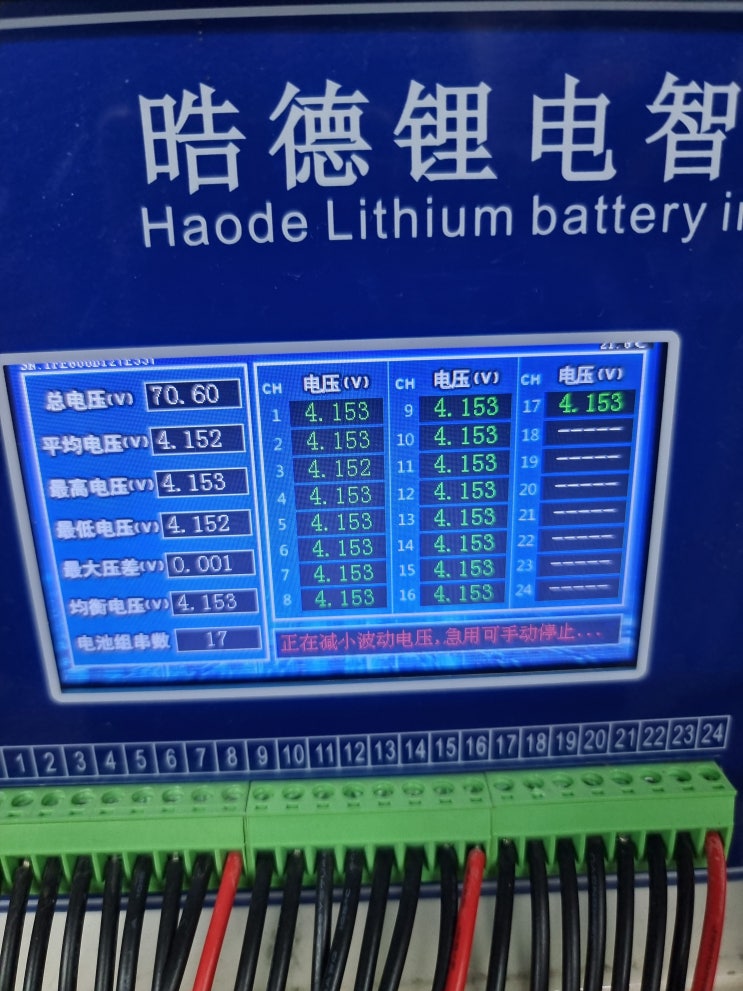 晧德锂电智
Haode Lithium battery
总电压(V) 70.60
平均电压(V) 4.152
最高电压(V) 4.153
最低电压(V) 4.152
最大压差(V) 0.001
均衡电压(V) 4.153
电池组串数 17
CH 电压(V)
1 4.153
2 4.153
3 4.152
4 4.153
5 4.153
6 4.153
7 4.153
8 4.153
CH 电压(V)
9 4.153
10 4.153
11 4.153
12 4.153
13 4.153
14 4.153
15 4.153
16 4.153
CH 电压(V)
17 4.153
18 -----
19 -----
20 -----
21 -----
22 -----
23 -----
24 -----
正在减小波动电压,急用可手动停止...
1 2 3 4 5 6 7 8 9 10 11 12 13 14 15 16 17 18 19 20 21 22 23 24